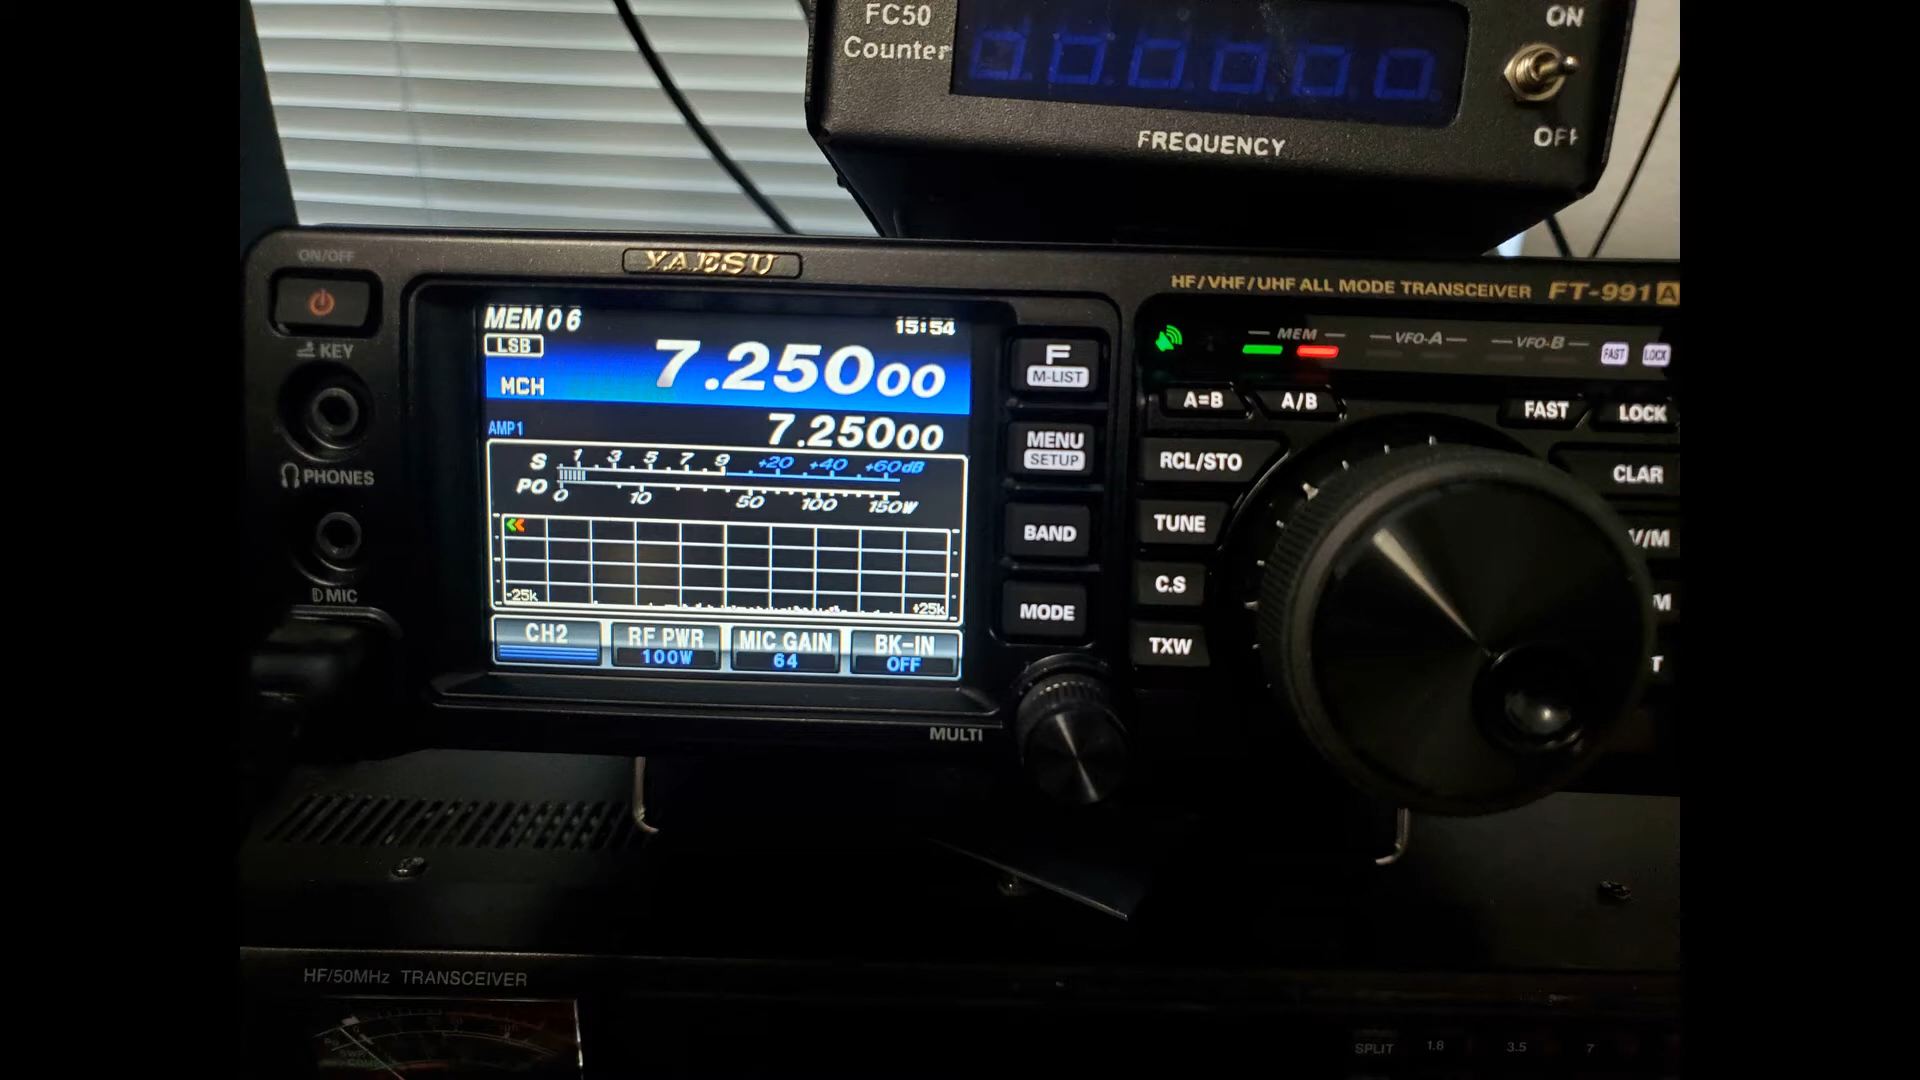 FC50
Counter
ON
OFF
FREQUENCY
ON/OFF
YAESU
HF/VHF/UHF ALL MODE TRANSCEIVER FT-991A
KEY
PHONES
MIC
MEM 06
15:54
LSB
7.25000
MCH
AMP1
7.25000
S 1 3 5 7 9 +20 +40 +60dB
PO 0 10 50 100 150W
-25k +25k
CH2
RF PWR
100W
MIC GAIN
64
BK-IN
OFF
F
M-LIST
MENU
SETUP
BAND
MODE
MULTI
MEM VFO-A VFO-B FAST LOCK
A=B A/B FAST LOCK
RCL/STO CLAR
TUNE V/M
C.S M
TXW T
HF/50MHz TRANSCEIVER
SPLIT 1.8 3.5 7